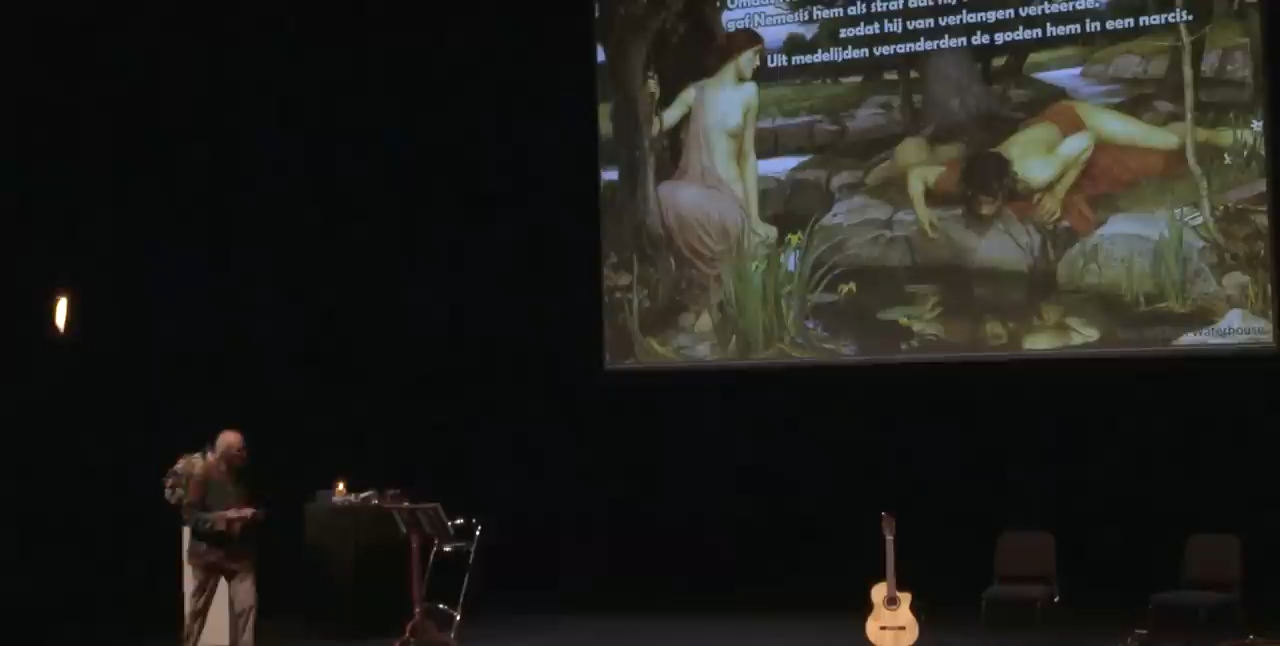 gaf Nemesis hem als straf dat hij
zodat hij van verlangen verteerde.
Uit medelijden veranderden de goden hem in een narcis.
Waterhouse